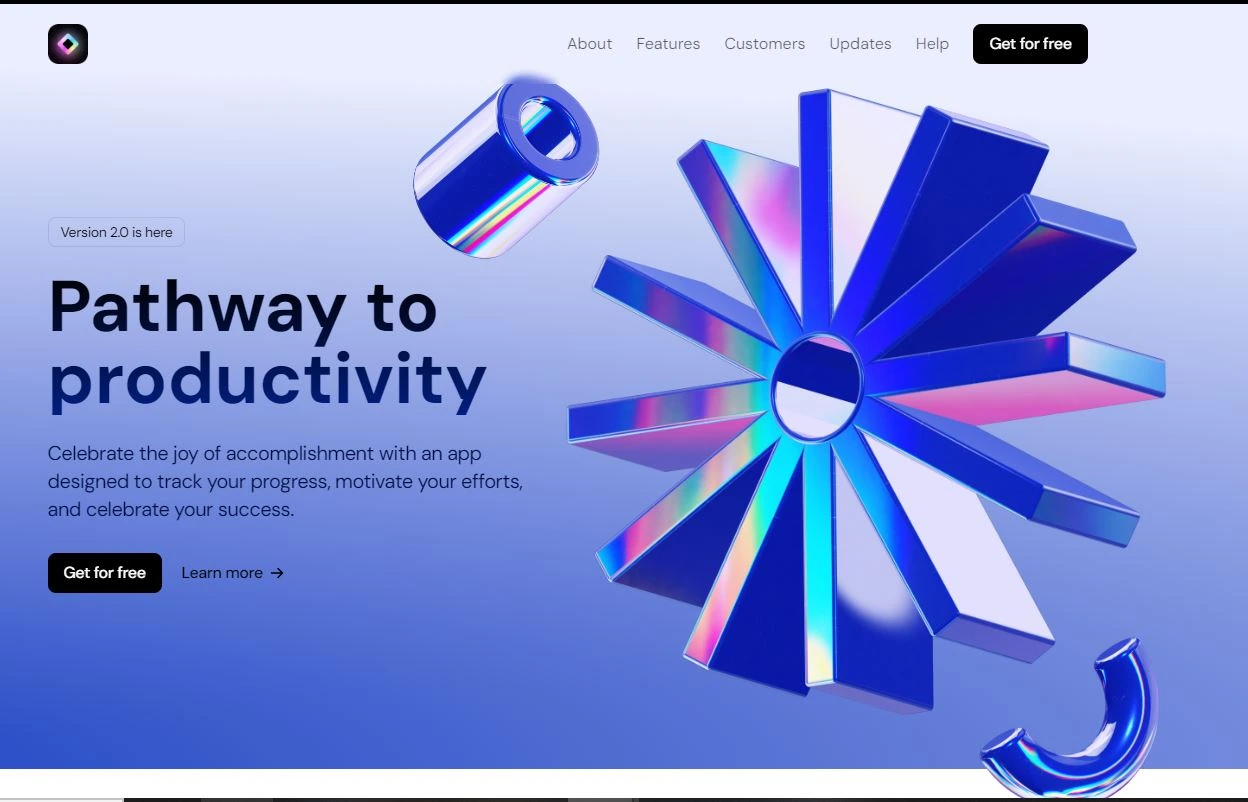 About Features Customers Updates Help Get for free
Version 2.0 is here
Pathway to
productivity
Celebrate the joy of accomplishment with an app
designed to track your progress, motivate your efforts,
and celebrate your success.
Get for free Learn more →